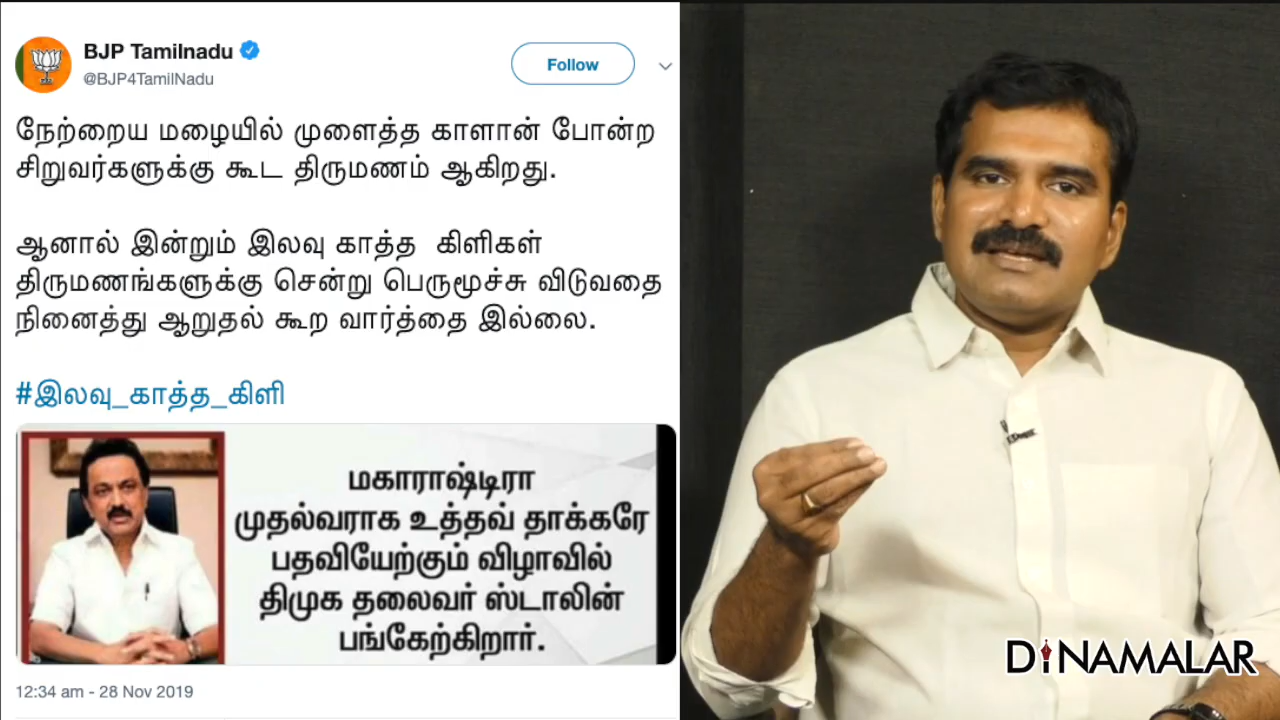 BJP Tamilnadu
@BJP4TamilNadu
Follow
நேற்றைய மழையில் முளைத்த காளான் போன்ற
சிறுவர்களுக்கு கூட திருமணம் ஆகிறது.
ஆனால் இன்றும் இலவு காத்த கிளிகள்
திருமணங்களுக்கு சென்று பெருமூச்சு விடுவதை
நினைத்து ஆறுதல் கூற வார்த்தை இல்லை.
#இலவு_காத்த_கிளி
மகாராஷ்டிரா
முதல்வராக உத்தவ் தாக்கரே
பதவியேற்கும் விழாவில்
திமுக தலைவர் ஸ்டாலின்
பங்கேற்கிறார்.
12:34 am - 28 Nov 2019
DINAMALAR